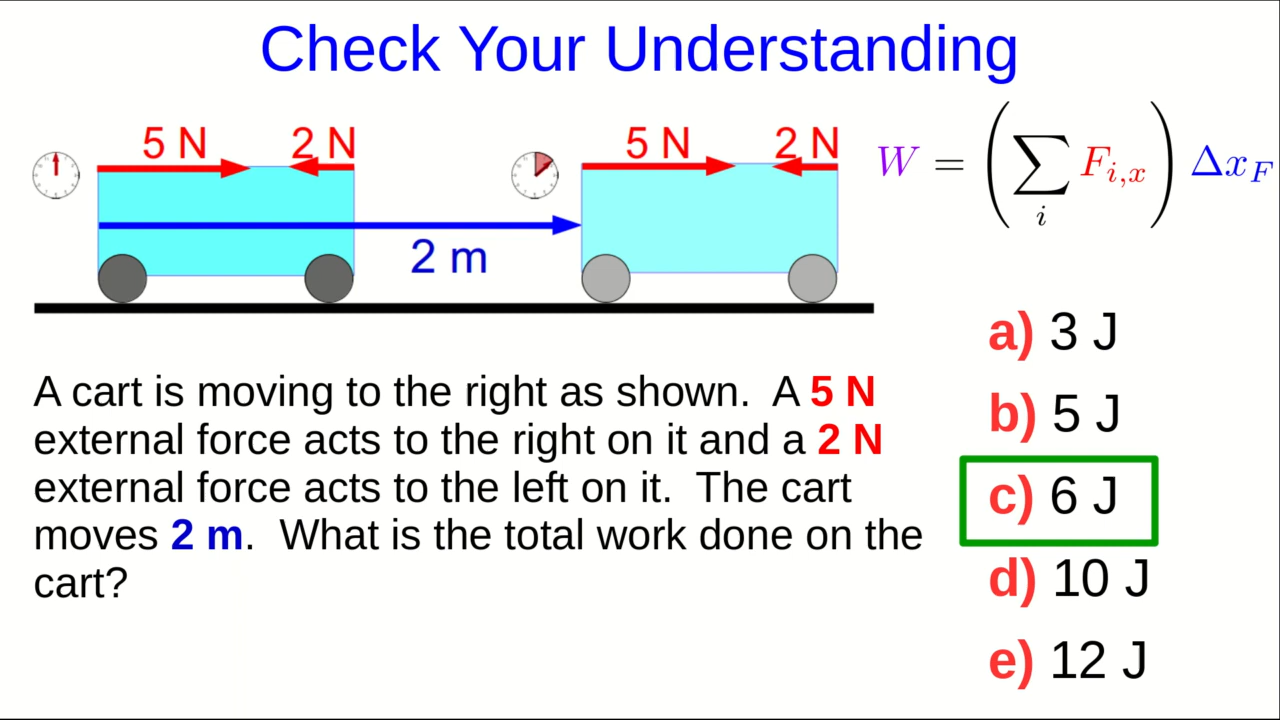 Check Your Understanding
5 N 2 N 5 N 2 N
W = (∑_i F_{i,x}) Δx_F
2 m
a) 3 J
b) 5 J
c) 6 J
d) 10 J
e) 12 J
A cart is moving to the right as shown. A 5 N
external force acts to the right on it and a 2 N
external force acts to the left on it. The cart
moves 2 m. What is the total work done on the
cart?